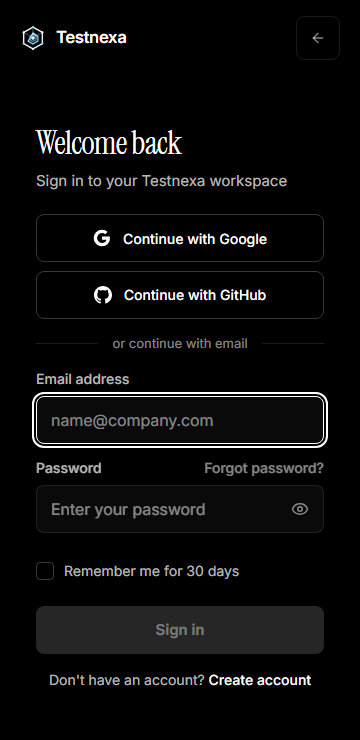 Testnexa
Welcome back
Sign in to your Testnexa workspace
Continue with Google
Continue with GitHub
or continue with email
Email address
name@company.com
Password Forgot password?
Enter your password
Remember me for 30 days
Sign in
Don't have an account? Create account